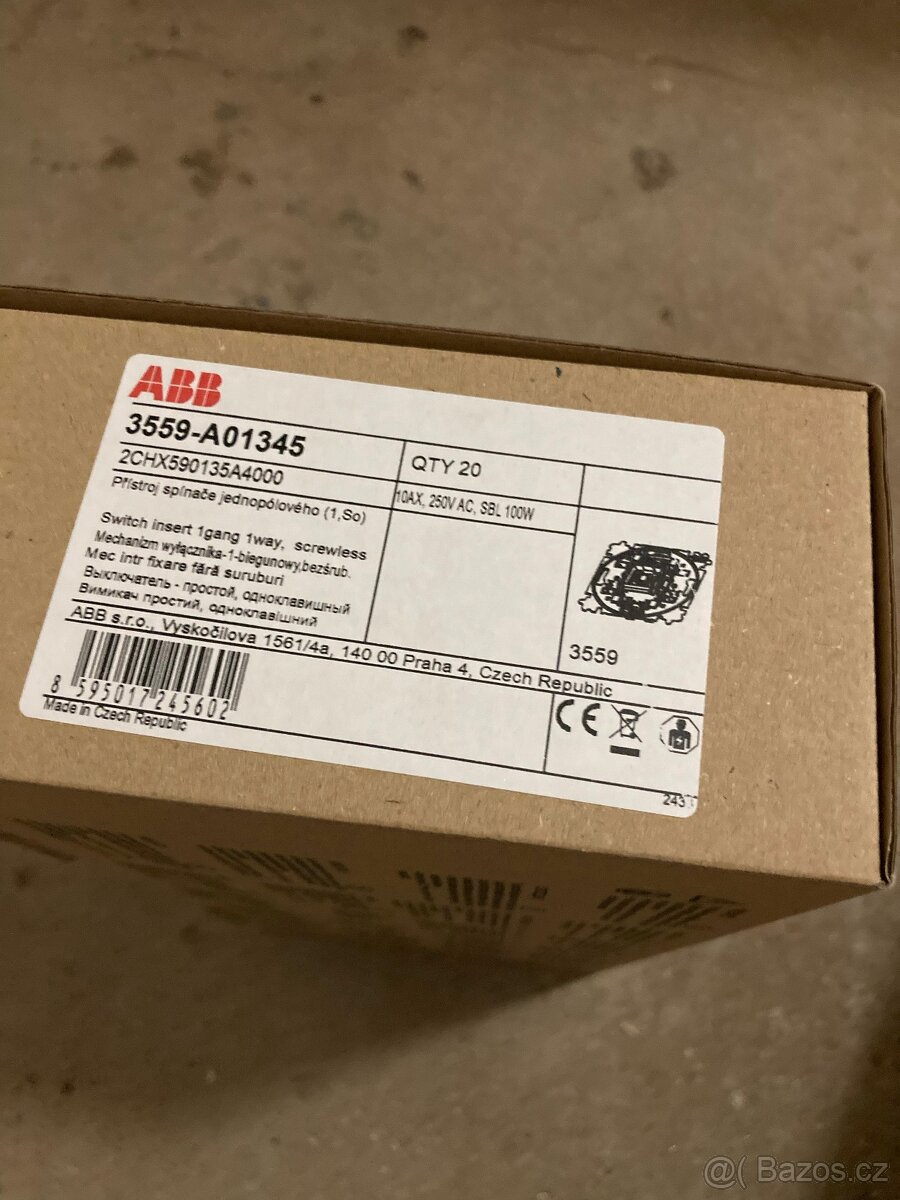 ABB
3559-A01345
2CHX590135A4000
Přístroj spínače jednopólového (1,So)
Switch insert 1gang 1way, screwless
Mechanizm wyłącznika-1-biegunowy,bezśrub.
Mec intr fixare fără suruburi
Выключатель - простой, одноклавишный
Вимикач простий, одноклавішний
QTY 20
10AX, 250V AC, SBL 100W
3559
ABB s.r.o., Vyskočilova 1561/4a, 140 00 Praha 4, Czech Republic
8 595017 245602
Made in Czech Republic
CE
243
@( Bazos.cz